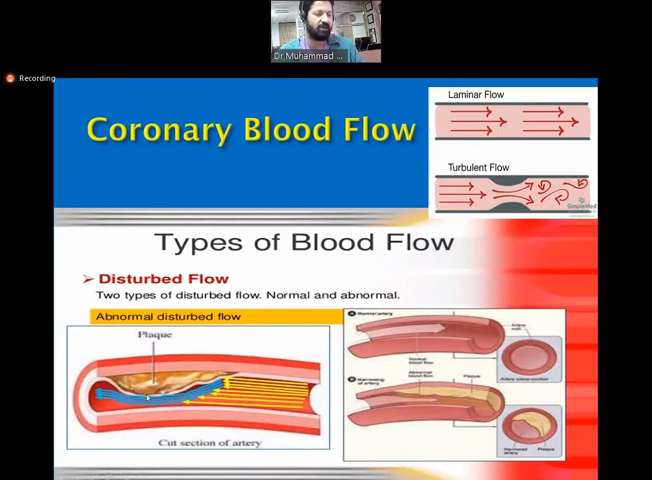 Dr.Muhammad ...
Recording
Coronary Blood Flow
Laminar Flow
Turbulent Flow
SimpleMed
Types of Blood Flow
Disturbed Flow
Two types of disturbed flow. Normal and abnormal.
Abnormal disturbed flow
Plaque
Cut section of artery
A Normal artery
Artery wall
Normal blood flow
Artery cross-section
B Narrowing of artery
Abnormal blood flow
Plaque
Narrowed artery
Plaque